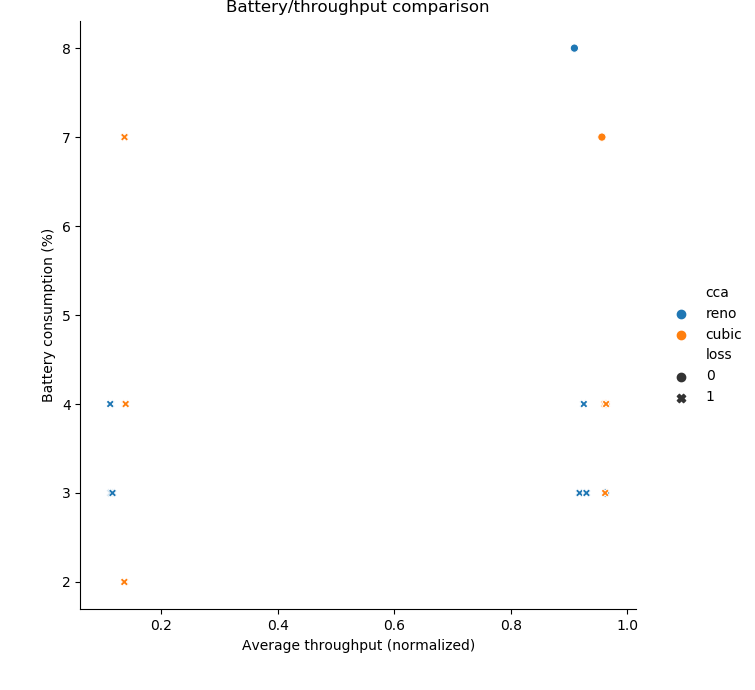 Battery/throughput comparison
8
7
6
5
4
3
2
Battery consumption (%)
0.2 0.4 0.6 0.8 1.0
Average throughput (normalized)
cca
reno
cubic
loss
0
1